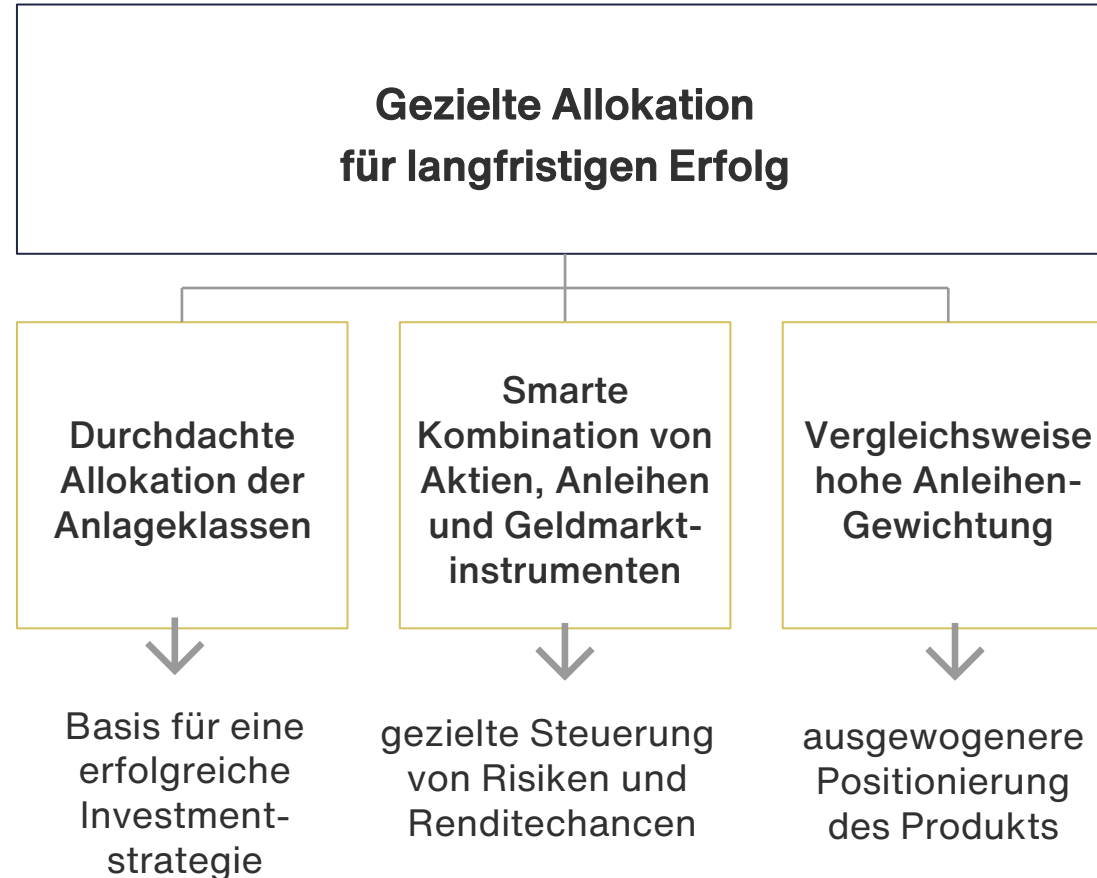 Gezielte Allokation
für langfristigen Erfolg
Durchdachte
Allokation der
Anlageklassen
Smarte
Kombination von
Aktien, Anleihen
und Geldmarkt-
instrumenten
Vergleichsweise
hohe Anleihen-
Gewichtung
Basis für eine
erfolgreiche
Investment-
strategie
gezielte Steuerung
von Risiken und
Renditechancen
ausgewogenere
Positionierung
des Produkts